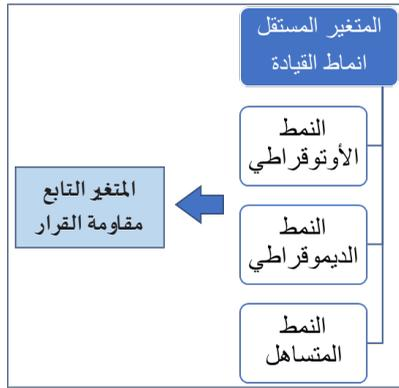 المتغير المستقل
انماط القيادة
النمط
الأوتوقراطي
المتغير التابع
مقاومة القرار
النمط
الديموقراطي
النمط
المتساهل